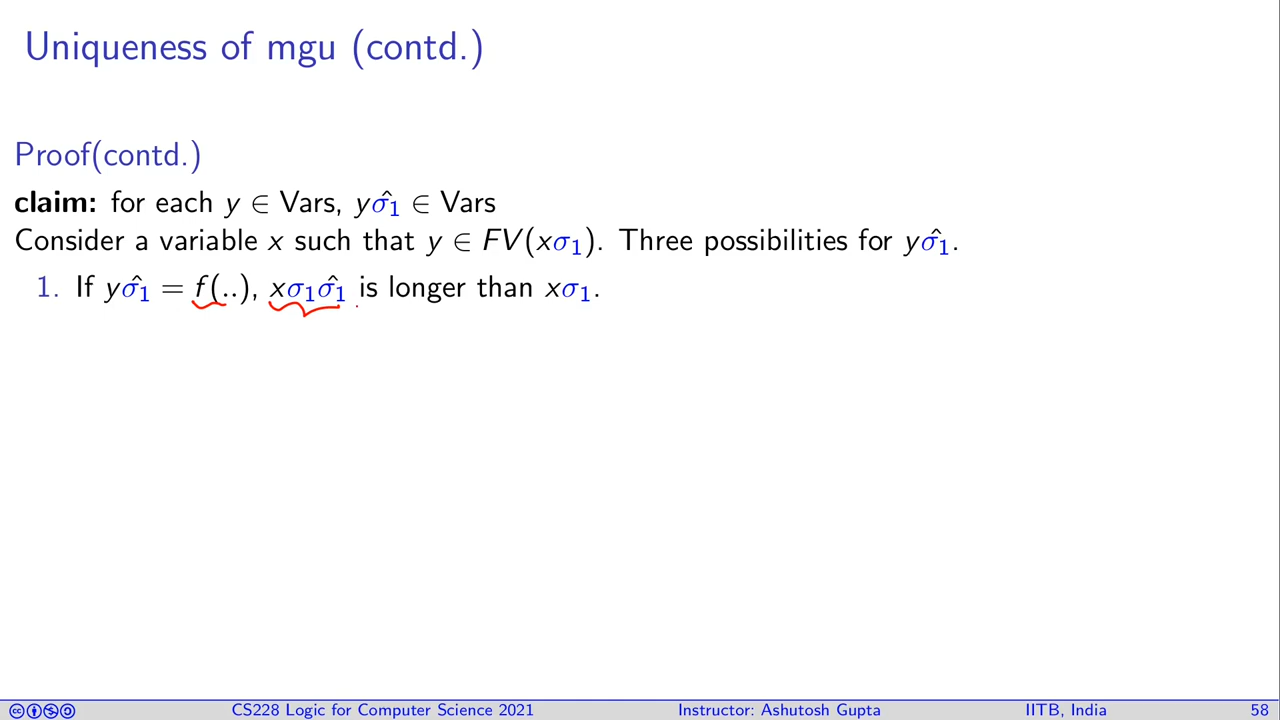 Uniqueness of mgu (contd.)
Proof(contd.)
claim: for each y ∈ Vars, yσ̂₁ ∈ Vars
Consider a variable x such that y ∈ FV(xσ₁). Three possibilities for yσ̂₁.
1. If yσ̂₁ = f(..), xσ₁σ̂₁ is longer than xσ₁.
CS228 Logic for Computer Science 2021 Instructor: Ashutosh Gupta IITB, India 58